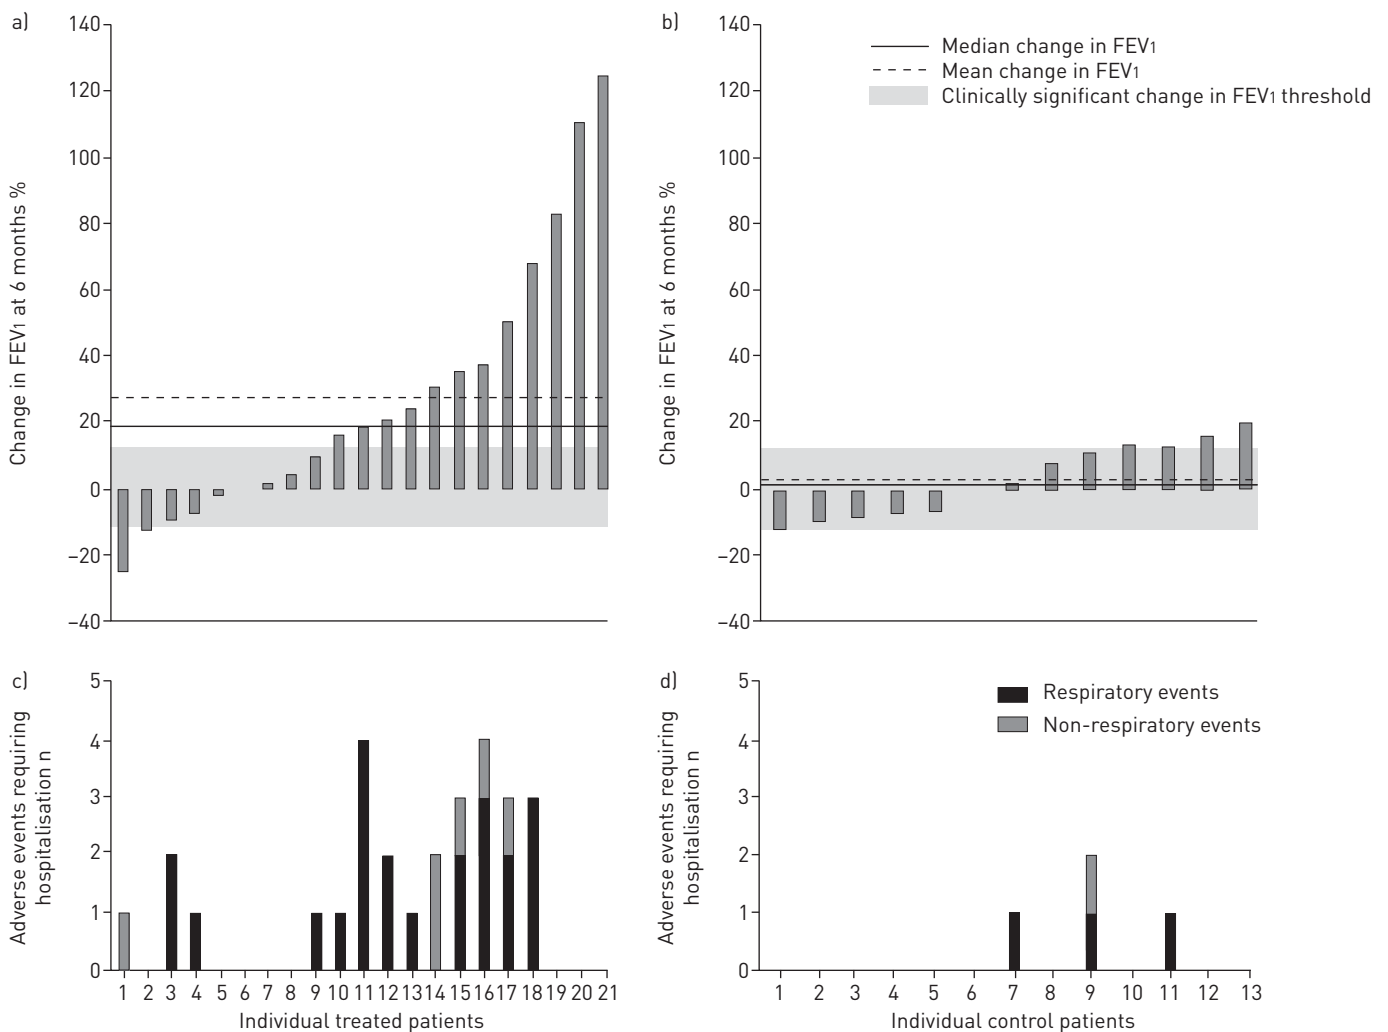 a)
140
120
100
80
60
40
20
0
–20
–40
Change in FEV1 at 6 months %
b)
140
120
100
80
60
40
20
0
–20
–40
Change in FEV1 at 6 months %
Median change in FEV1
Mean change in FEV1
Clinically significant change in FEV1 threshold
c)
5
4
3
2
1
0
Adverse events requiring
hospitalisation n
1 2 3 4 5 6 7 8 9 10 11 12 13 14 15 16 17 18 19 20 21
Individual treated patients
d)
5
4
3
2
1
0
Adverse events requiring
hospitalisation n
Respiratory events
Non-respiratory events
1 2 3 4 5 6 7 8 9 10 11 12 13
Individual control patients